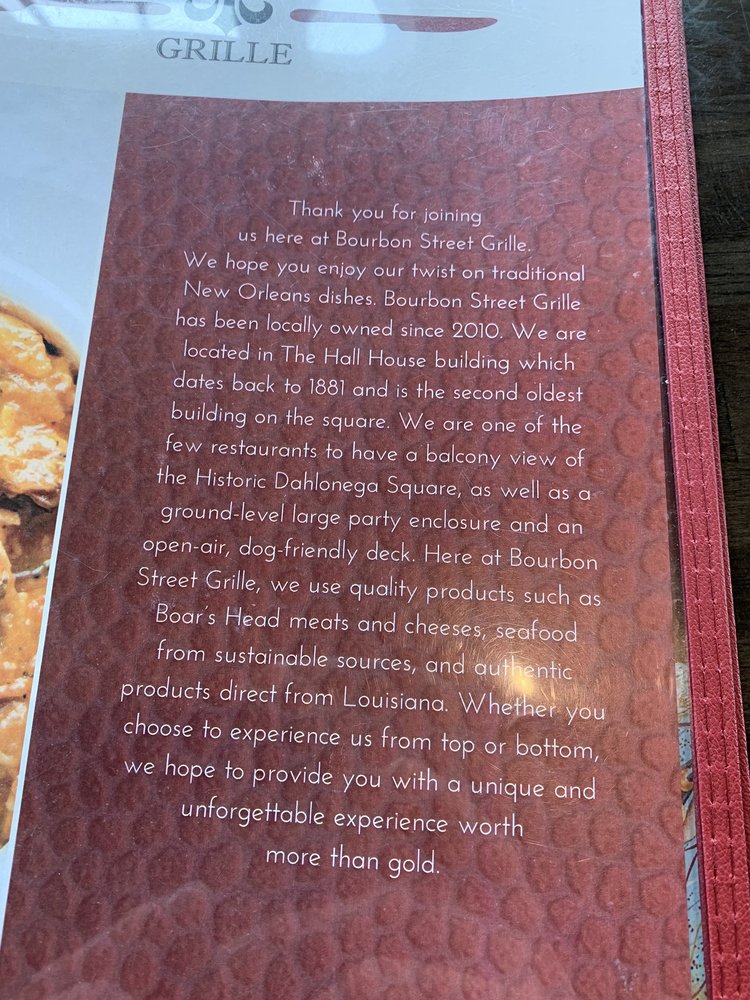 GRILLE
Thank you for joining
us here at Bourbon Street Grille.
We hope you enjoy our twist on traditional
New Orleans dishes. Bourbon Street Grille
has been locally owned since 2010. We are
located in The Hall House building which
dates back to 1881 and is the second oldest
building on the square. We are one of the
few restaurants to have a balcony view of
the Historic Dahlonega Square, as well as a
ground-level large party enclosure and an
open-air, dog-friendly deck. Here at Bourbon
Street Grille, we use quality products such as
Boar's Head meats and cheeses, seafood
from sustainable sources, and authentic
products direct from Louisiana. Whether you
choose to experience us from top or bottom,
we hope to provide you with a unique and
unforgettable experience worth
more than gold.